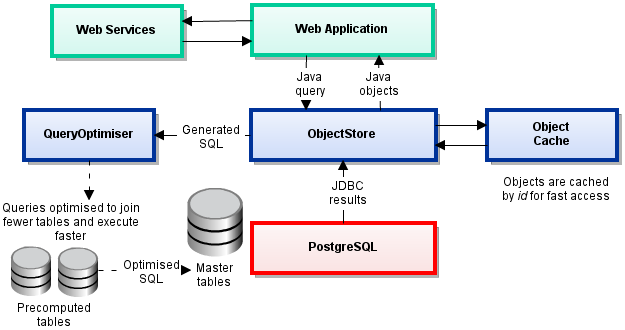 Web Services
Web Application
Java
query
Java
objects
QueryOptimiser
Generated
SQL
ObjectStore
Object
Cache
Objects are cached
by id for fast access
JDBC
results
Queries optimised to join
fewer tables and execute
faster
PostgreSQL
Optimised
SQL
Master
tables
Precomputed
tables